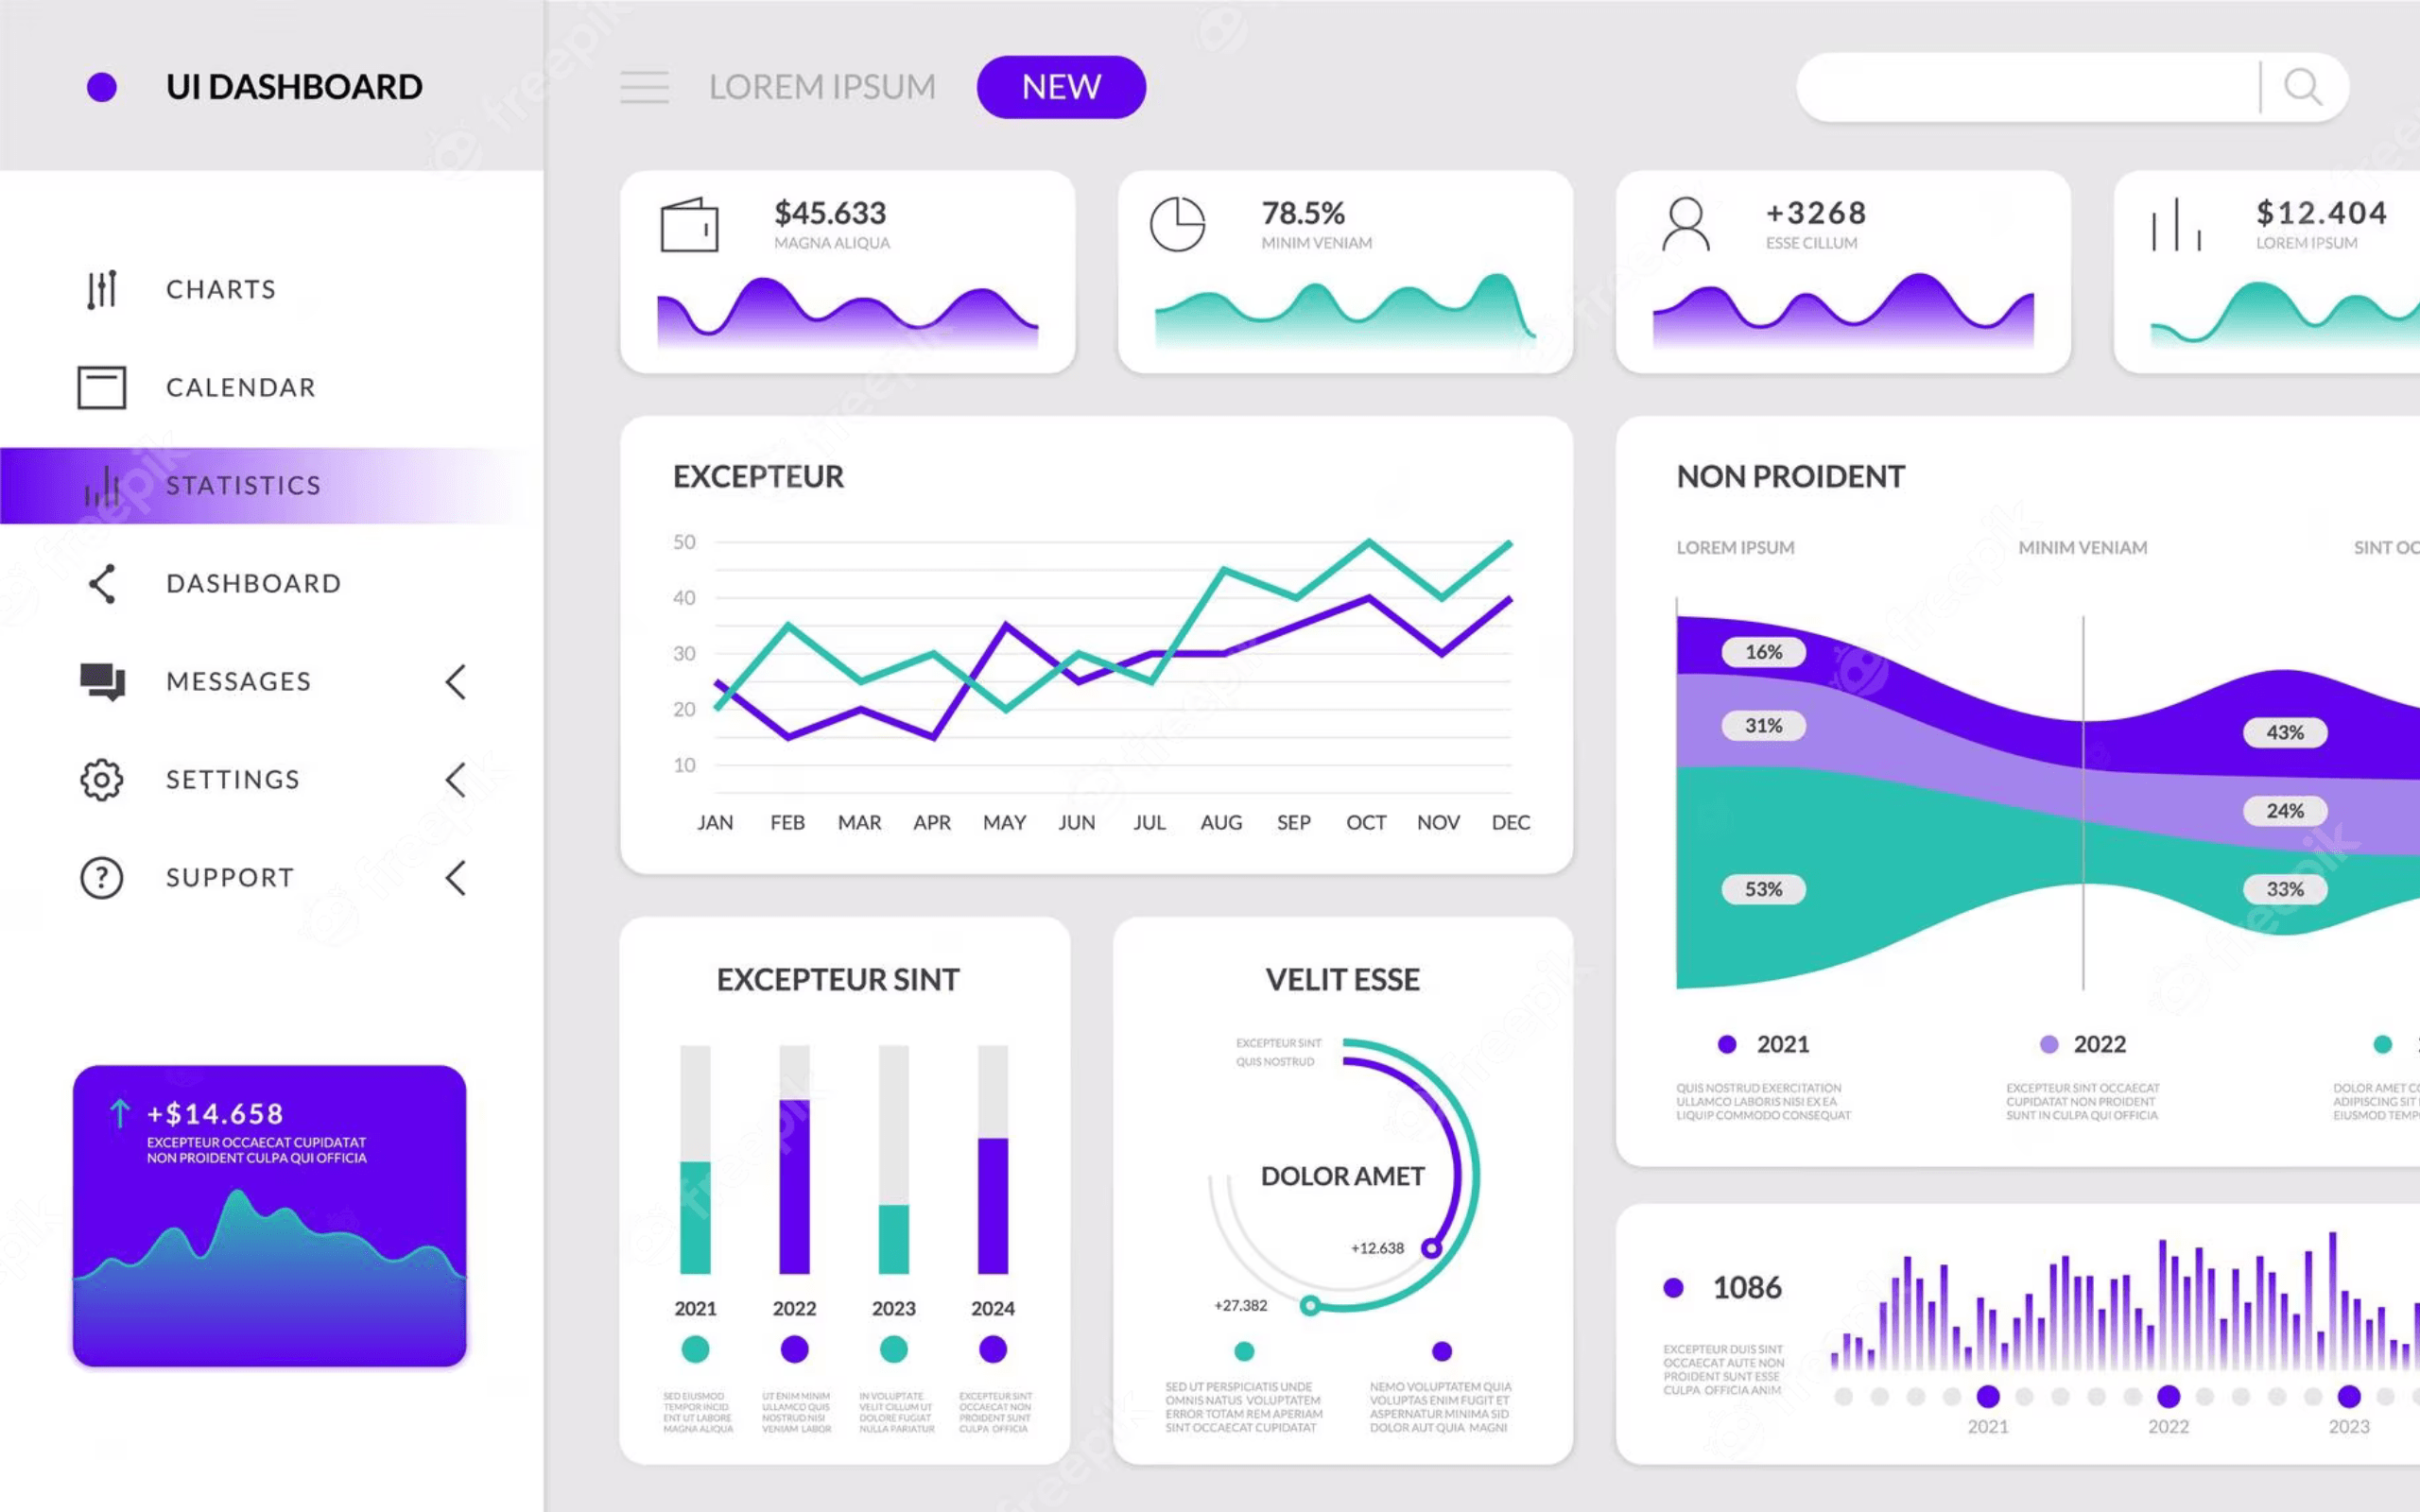 UI DASHBOARD
CHARTS
CALENDAR
STATISTICS
DASHBOARD
MESSAGES
SETTINGS
SUPPORT
?
+$14.658
EXCEPTEUR OCCAECAT CUPIDATAT
NON PROIDENT CULPA QUI OFFICIA
LOREM IPSUM
NEW
$45.633
MAGNA ALIQUA
78.5%
MINIM VENIAM
+3268
ESSE CILLUM
$12.404
LOREM IPSUM
EXCEPTEUR
50
40
30
20
10
JAN FEB MAR APR MAY JUN JUL AUG SEP OCT NOV DEC
NON PROIDENT
LOREM IPSUM
MINIM VENIAM
SINT OC
16%
31%
53%
43%
24%
33%
2021
QUIS NOSTRUD EXERCITATION
ULLAMCO LABORIS NISI EX EA
LIQUIP COMMODO CONSEQUAT
2022
EXCEPTEUR SINT OCCAECAT
CUPIDATAT NON PROIDENT
SUNT IN CULPA QUI OFFICIA
DOLOR AMET CO
ADIPISCING SIT
EIUSMOD TEMP
EXCEPTEUR SINT
2021
2022
2023
2024
SED EIUSMOD
TEMPOR INCID
ENT UT LABORE
MAGNA ALIQUA
UT ENIM MINIM
ULLAMCO QUIS
NOSTRUD NISI
VENIAM LABOR
IN VOLUPTATE
VELIT CILLUM UT
DOLORE FUGIAT
NULLA PARIATUR
EXCEPTEUR SINT
OCCAECAT NON
PROIDENT SUNT
CULPA OFFICIA
VELIT ESSE
EXCEPTEUR SINT
QUIS NOSTRUD
DOLOR AMET
+12.638
+27.382
SED UT PERSPICIATIS UNDE
OMNIS NATUS VOLUPTATEM
ERROR TOTAM REM APERIAM
SINT OCCAECAT CUPIDATAT
NEMO VOLUPTATEM QUIA
VOLUPTAS ENIM FUGIT ET
ASPERNATUR MINIMA SID
DOLOR AUT QUIA MAGNI
1086
EXCEPTEUR DUIS SINT
OCCAECAT AUTE NON
PROIDENT SUNT ESSE
CULPA OFFICIA ANIM
2021
2022
2023
freepik